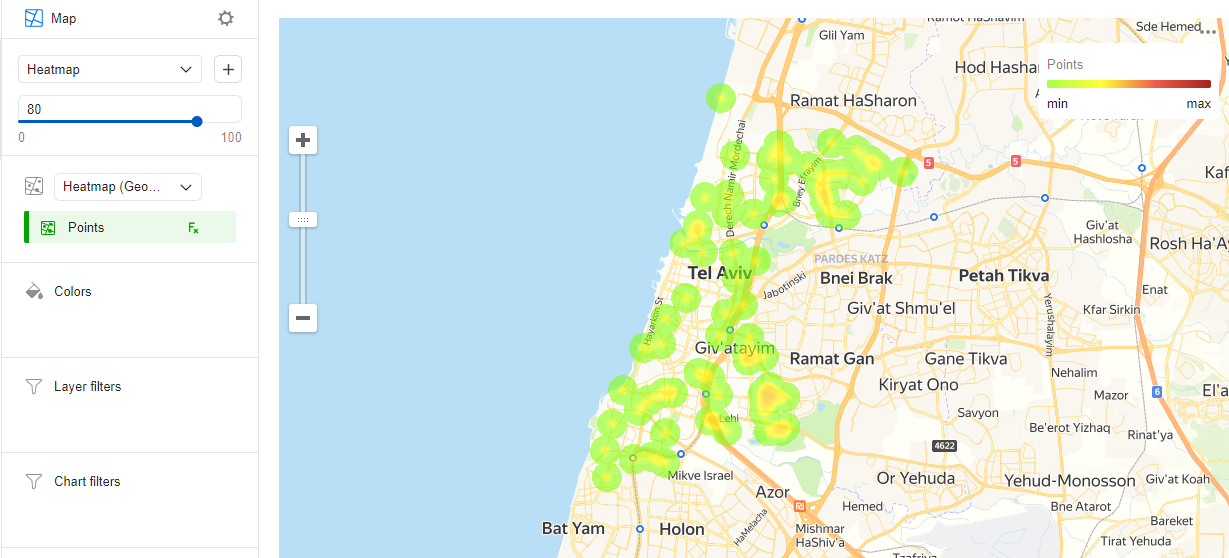 Map
Heatmap
80
0
100
Heatmap (Geo...
Points
Colors
Layer filters
Chart filters
Ramot HaShavim
Sde Hemed
Glil Yam
Hod Hasha
Points
min
max
Ramat HaSharon
Derech Namir Mordechai
Bney Efrayim
5
5
Kaf
Giv'at
Hashlosha
Rosh Ha'A
PARDES KATZ
Tel Aviv
Bnei Brak
Petah Tikva
Jabotinski
Enat
Hayarkon St
Giv'at Shmu'el
Kfar Sirkin
Yerushalayim
Giv'atayim
Ramat Gan
Gane Tikva
Nehalim
Kiryat Ono
6
El'a
Mazor
Savyon
Lehi
Be'erot Yizhaq
Rinat'ya
4622
Mikve Israel
Or Yehuda
Yehud-Monosson
Giv'at Koah
Azor
Hemed
Bne Atarot
Bareket
HaMelacha
Bat Yam
Holon
Mishmar
HaShiv'a
Tirat Yehuda